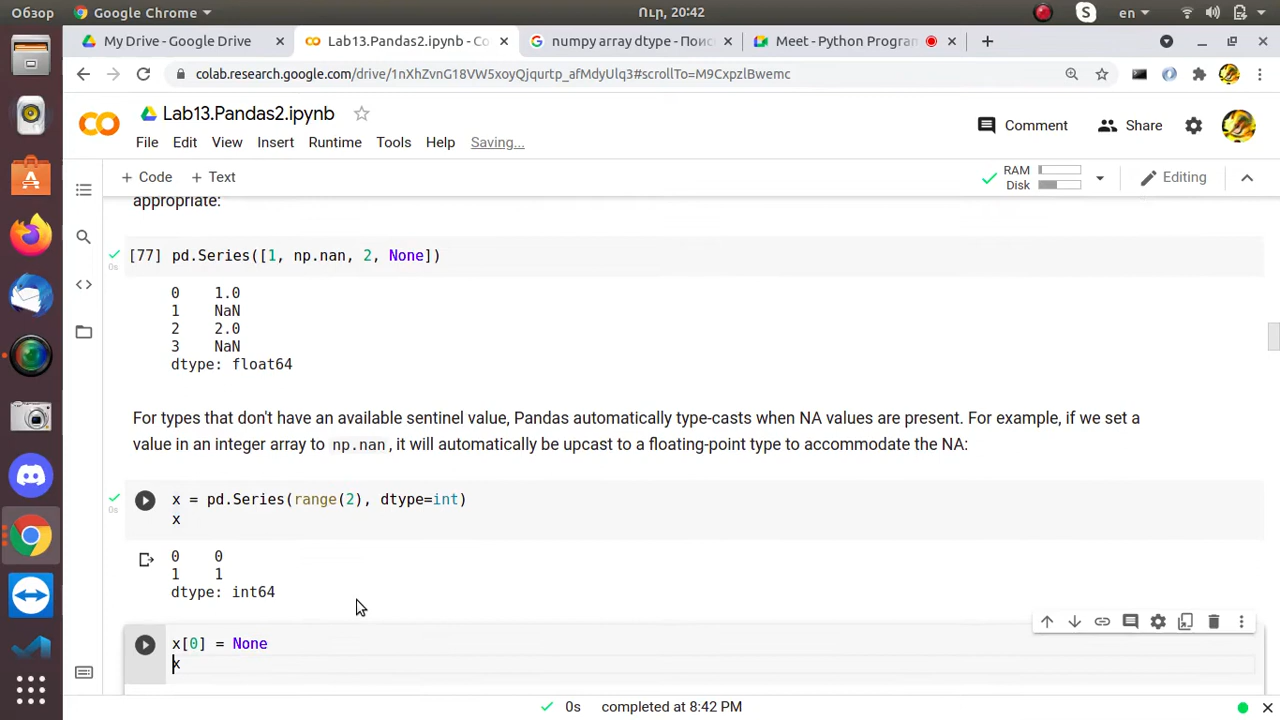 Обзор
Google Chrome
Ուր, 20:42
en
My Drive - Google Drive
Lab13.Pandas2.ipynb - Co
numpy array dtype - Поис
Meet - Python Progran
colab.research.google.com/drive/1nXhZvnG18VW5xoyQjqurtp_afMdyUlq3#scrollTo=M9CxpzlBwemc
Lab13.Pandas2.ipynb
Comment
Share
File
Edit
View
Insert
Runtime
Tools
Help
Saving...
+ Code
+ Text
RAM
Disk
Editing
appropriate:
[77] pd.Series([1, np.nan, 2, None])
0s
0 1.0
1 NaN
2 2.0
3 NaN
dtype: float64
For types that don't have an available sentinel value, Pandas automatically type-casts when NA values are present. For example, if we set a
value in an integer array to np.nan, it will automatically be upcast to a floating-point type to accommodate the NA:
x = pd.Series(range(2), dtype=int)
0s
x
0 0
1 1
dtype: int64
x[0] = None
x
0s completed at 8:42 PM